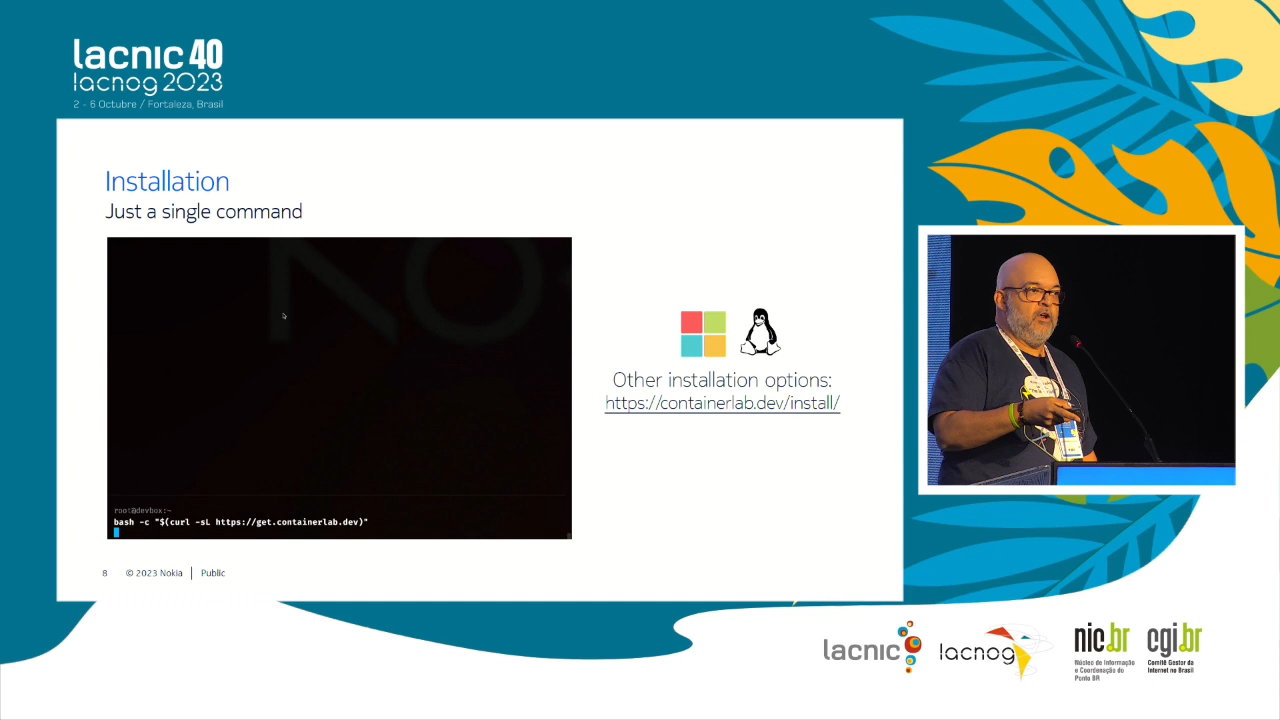 lacnic 40
lacnog 2023
2 - 6 Octubre / Fortaleza, Brasil
Installation
Just a single command
NO
root@devbox:~
bash -c "$(curl -sL https://get.containerlab.dev)"
Other installation options:
https://containerlab.dev/install/
8 © 2023 Nokia | Public
lacnic
lacnog
nic.br
Núcleo de Informação
e Coordenação do
Ponto BR
cgi.br
Comitê Gestor da
Internet no Brasil